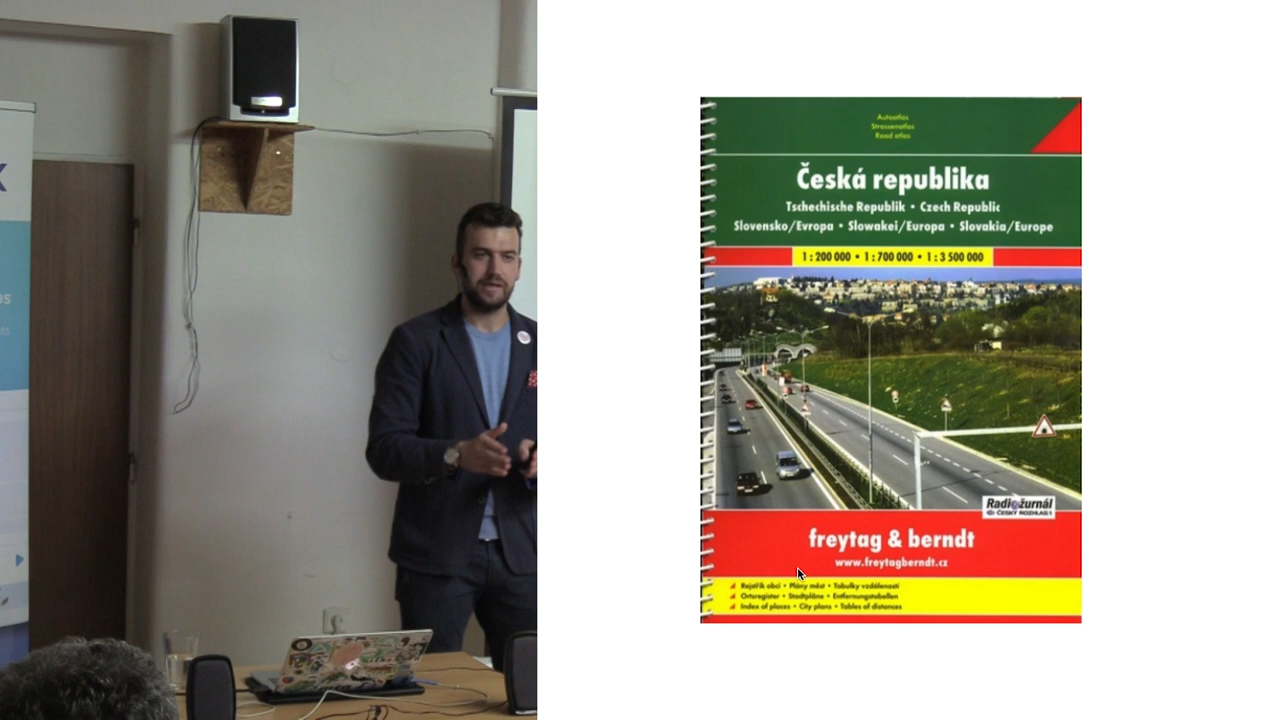 Autoatlas
Strassenatlas
Road atlas
Česká republika
Tschechische Republik • Czech Republic
Slovensko/Evropa • Slowakei/Europa • Slovakia/Europe
1 : 200 000 • 1 : 700 000 • 1 : 3 500 000
Radiožurnál
ČESKÝ ROZHLAS 1
freytag & berndt
www.freytagberndt.cz
Rejstřík obcí • Plány měst • Tabulky vzdáleností
Ortsregister • Stadtpläne • Entfernungstabellen
Index of places • City plans • Tables of distances